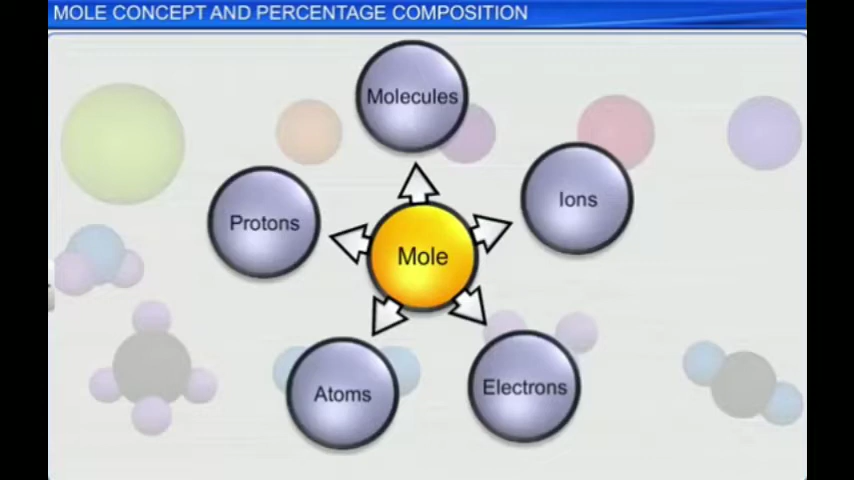 MOLE CONCEPT AND PERCENTAGE COMPOSITION
Molecules
Ions
Protons
Mole
Atoms
Electrons